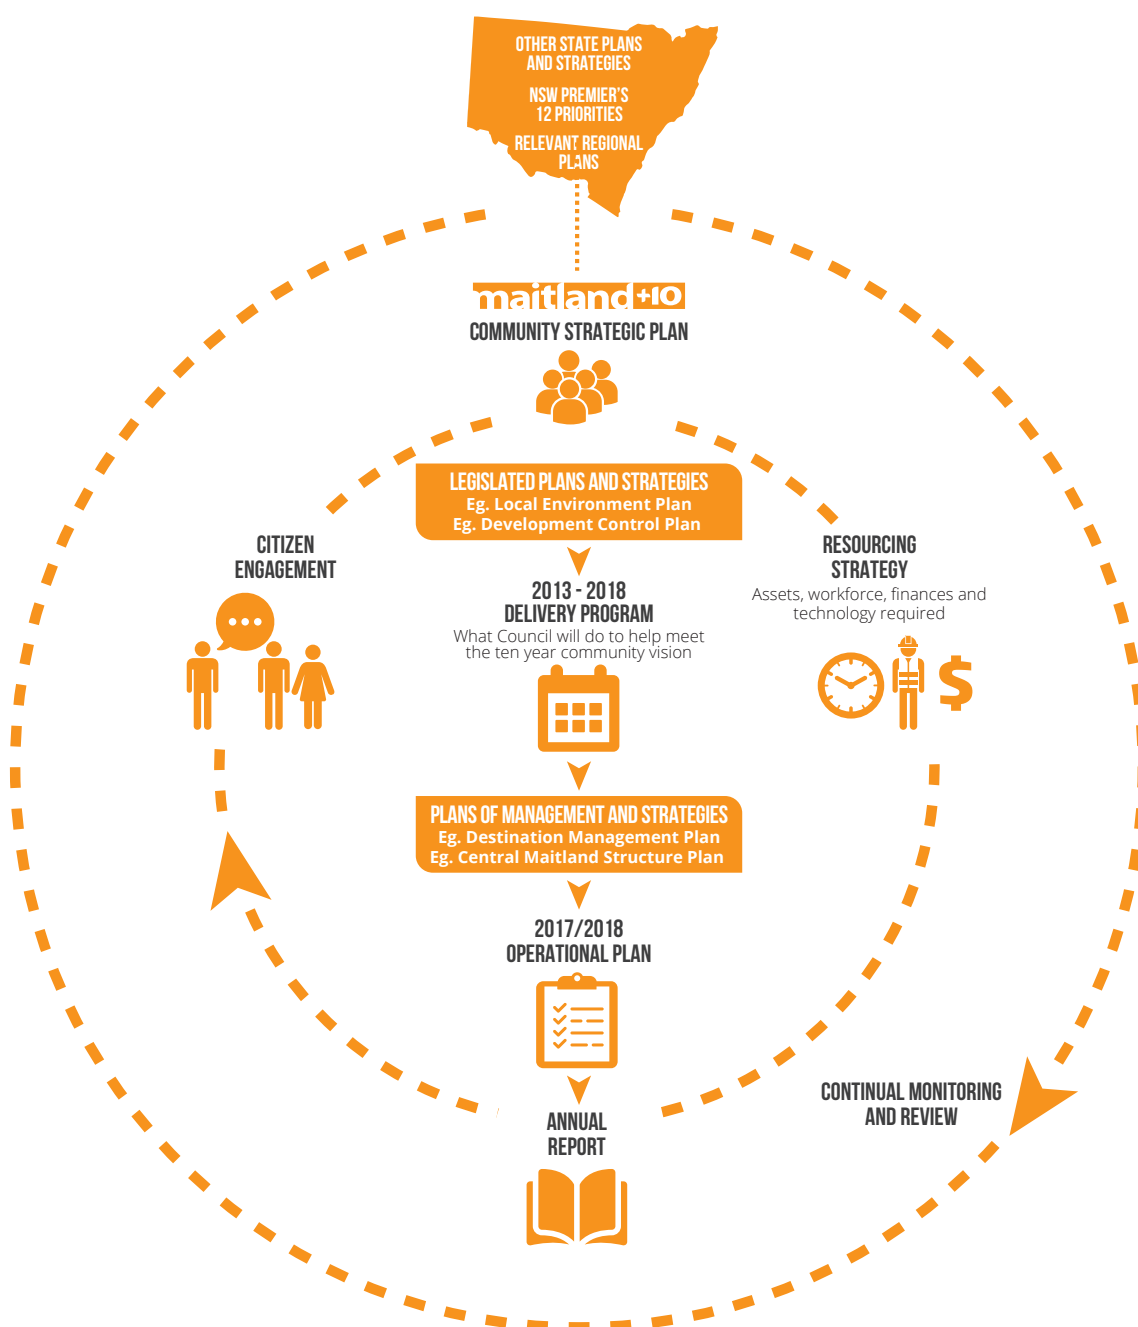 OTHER STATE PLANS
AND STRATEGIES
NSW PREMIER'S
12 PRIORITIES
RELEVANT REGIONAL
PLANS
maitland +10
COMMUNITY STRATEGIC PLAN
LEGISLATED PLANS AND STRATEGIES
Eg. Local Environment Plan
Eg. Development Control Plan
CITIZEN
ENGAGEMENT
2013 - 2018
DELIVERY PROGRAM
What Council will do to help meet
the ten year community vision
RESOURCING
STRATEGY
Assets, workforce, finances and
technology required
$
PLANS OF MANAGEMENT AND STRATEGIES
Eg. Destination Management Plan
Eg. Central Maitland Structure Plan
2017/2018
OPERATIONAL PLAN
CONTINUAL MONITORING
AND REVIEW
ANNUAL
REPORT